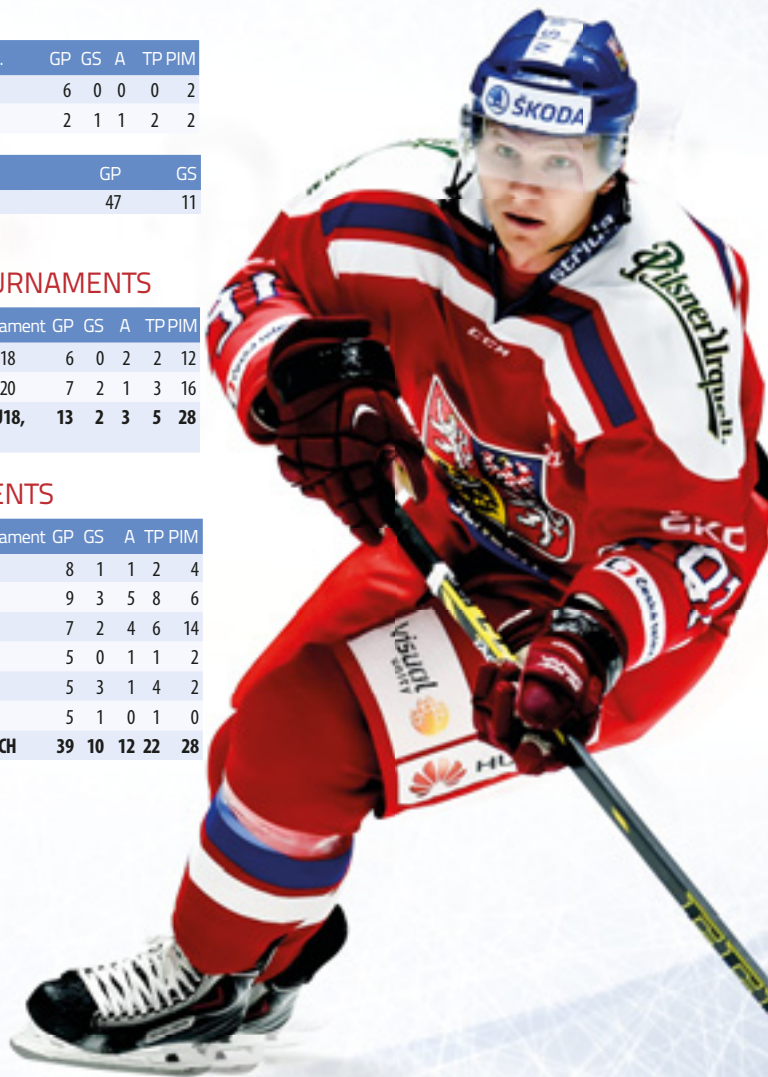 . GP GS A TP PIM
6 0 0 0 2
2 1 1 2 2
GP GS
47 11
URNAMENTS
ament GP GS A TP PIM
18 6 0 2 2 12
20 7 2 1 3 16
U18, 13 2 3 5 28
ENTS
ament GP GS A TP PIM
8 1 1 2 4
9 3 5 8 6
7 2 4 6 14
5 0 1 1 2
5 3 1 4 2
5 1 0 1 0
CH 39 10 12 22 28
ŠKODA
Pilsner Urquell
CCM
ŠKO
91
visual
HU